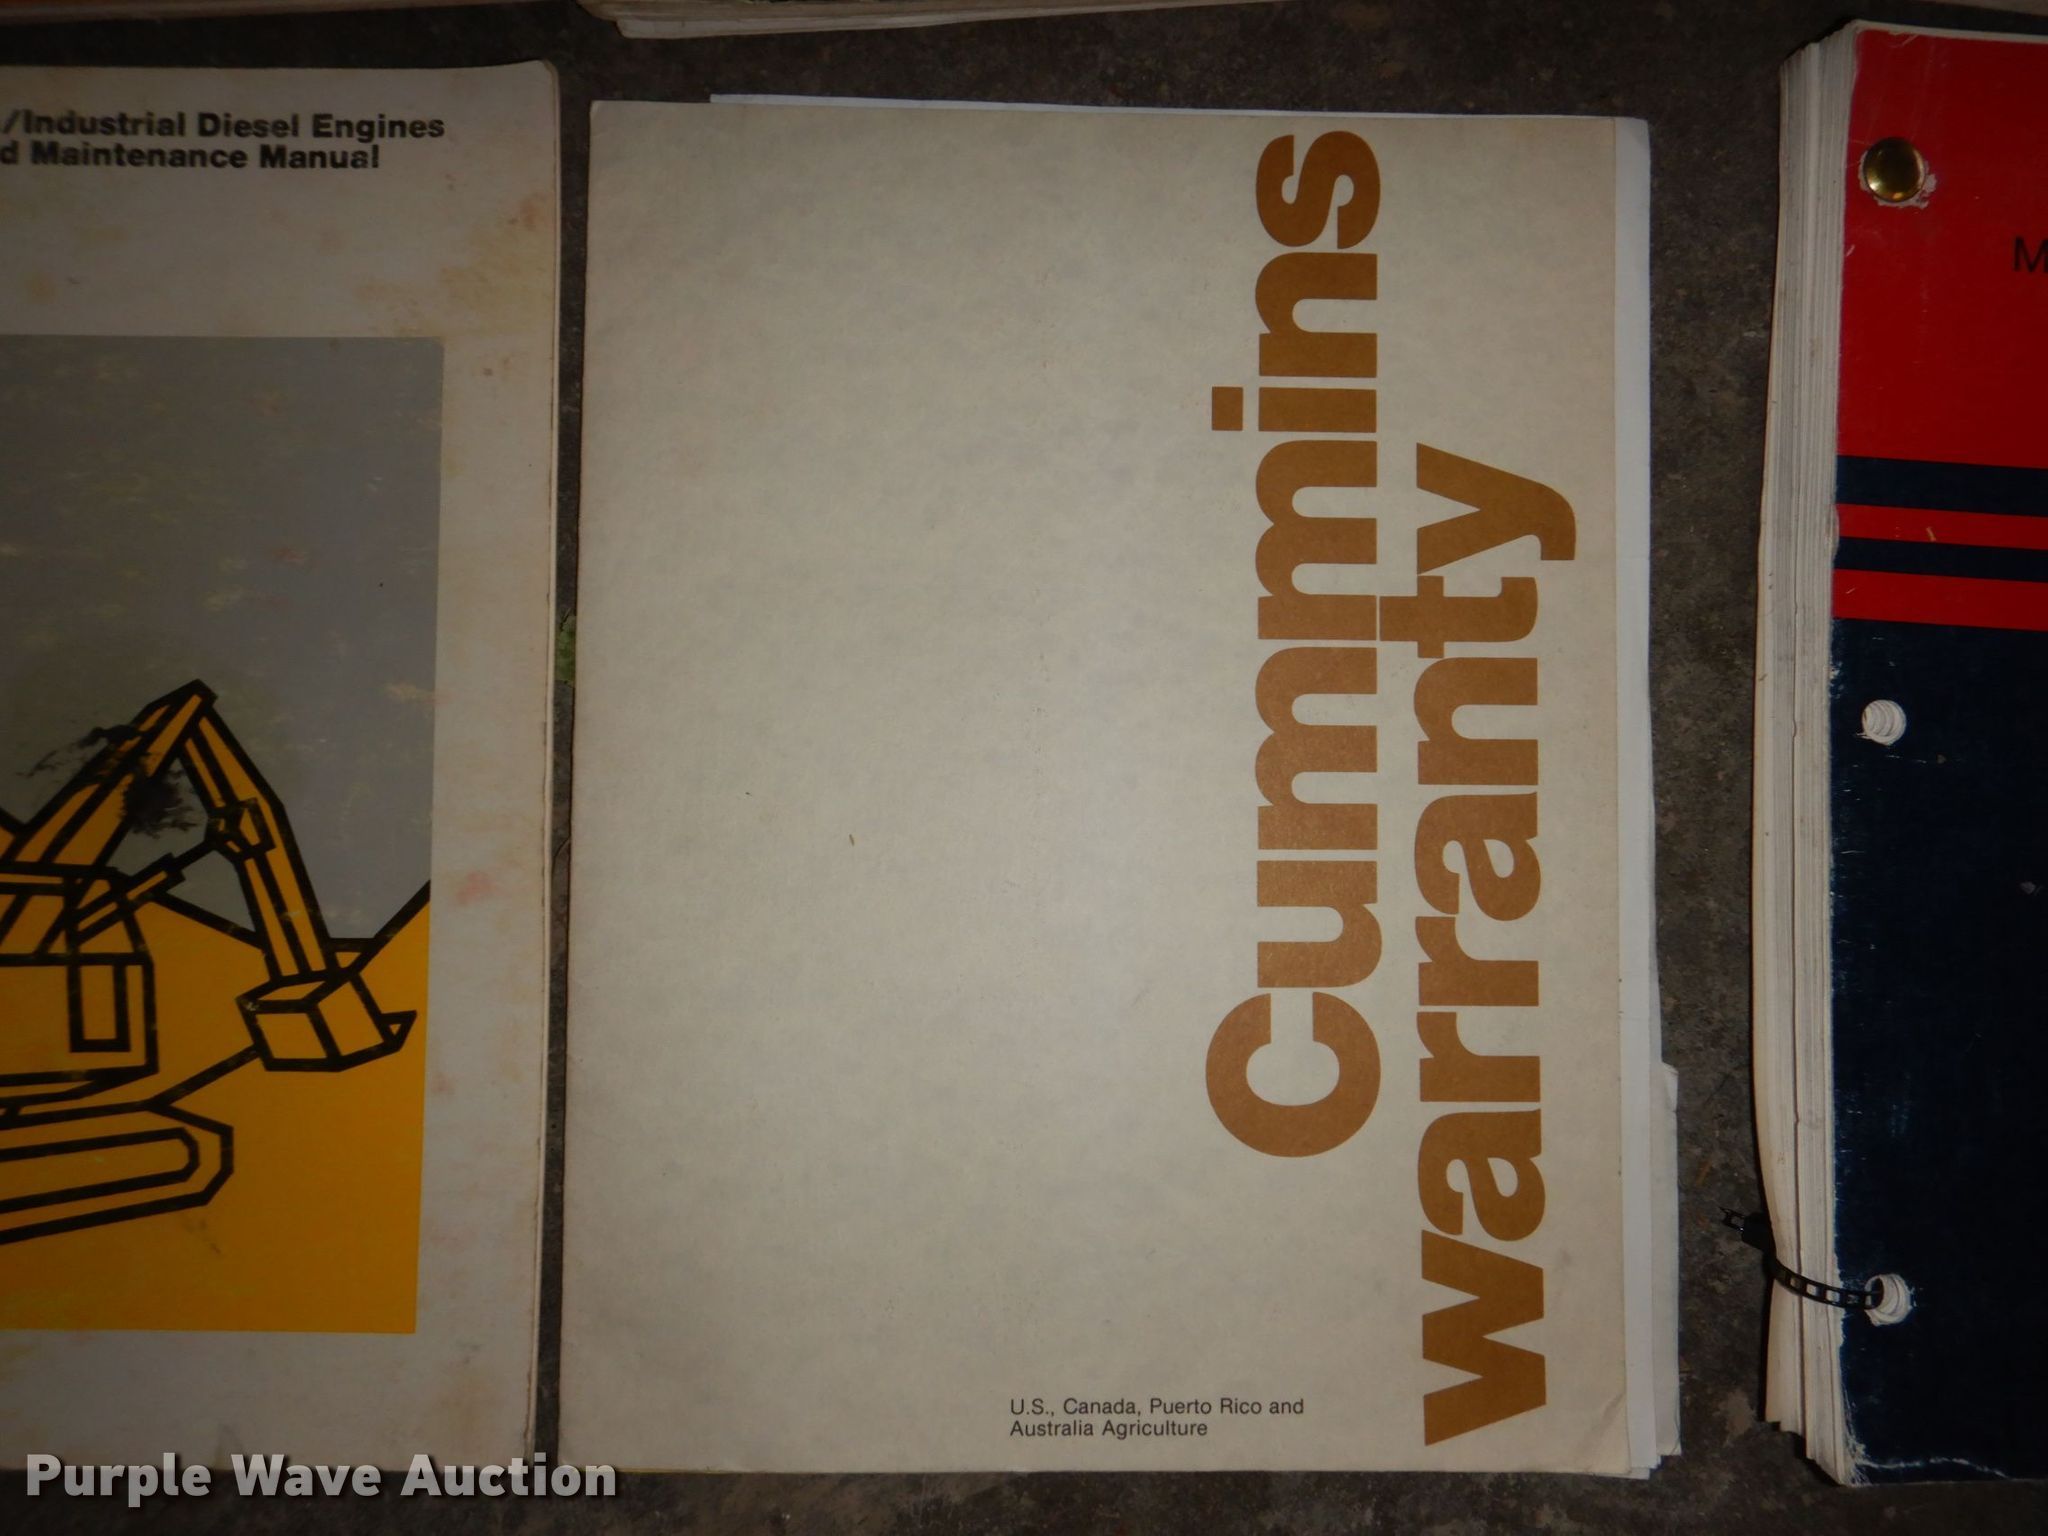 /Industrial Diesel Engines
Maintenance Manual
Cummins
warranty
U.S., Canada, Puerto Rico and
Australia Agriculture
M
Purple Wave Auction